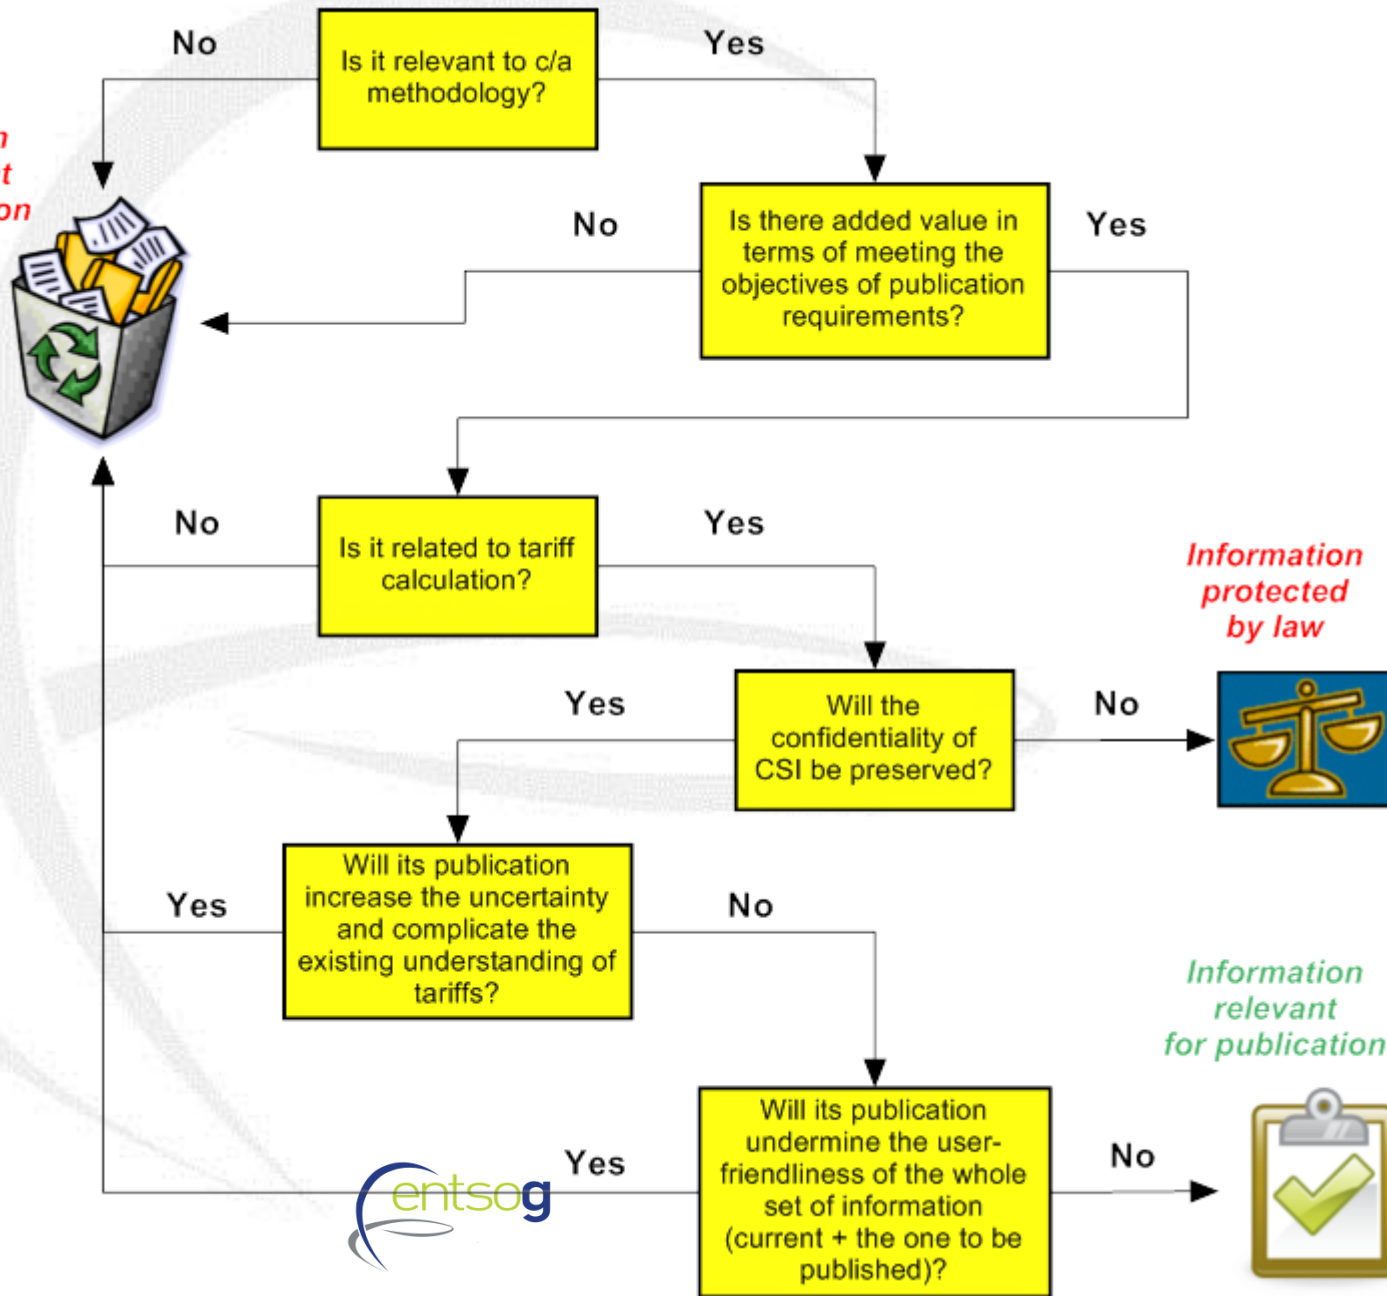 No
Is it relevant to c/a
methodology?
Yes
No
Is there added value in
terms of meeting the
objectives of publication
requirements?
Yes
No
Is it related to tariff
calculation?
Yes
Information
protected
by law
Yes
Will the
confidentiality of
CSI be preserved?
No
Yes
Will its publication
increase the uncertainty
and complicate the
existing understanding of
tariffs?
No
Information
relevant
for publication
Yes
Will its publication
undermine the user-
friendliness of the whole
set of information
(current + the one to be
published)?
No
entsog